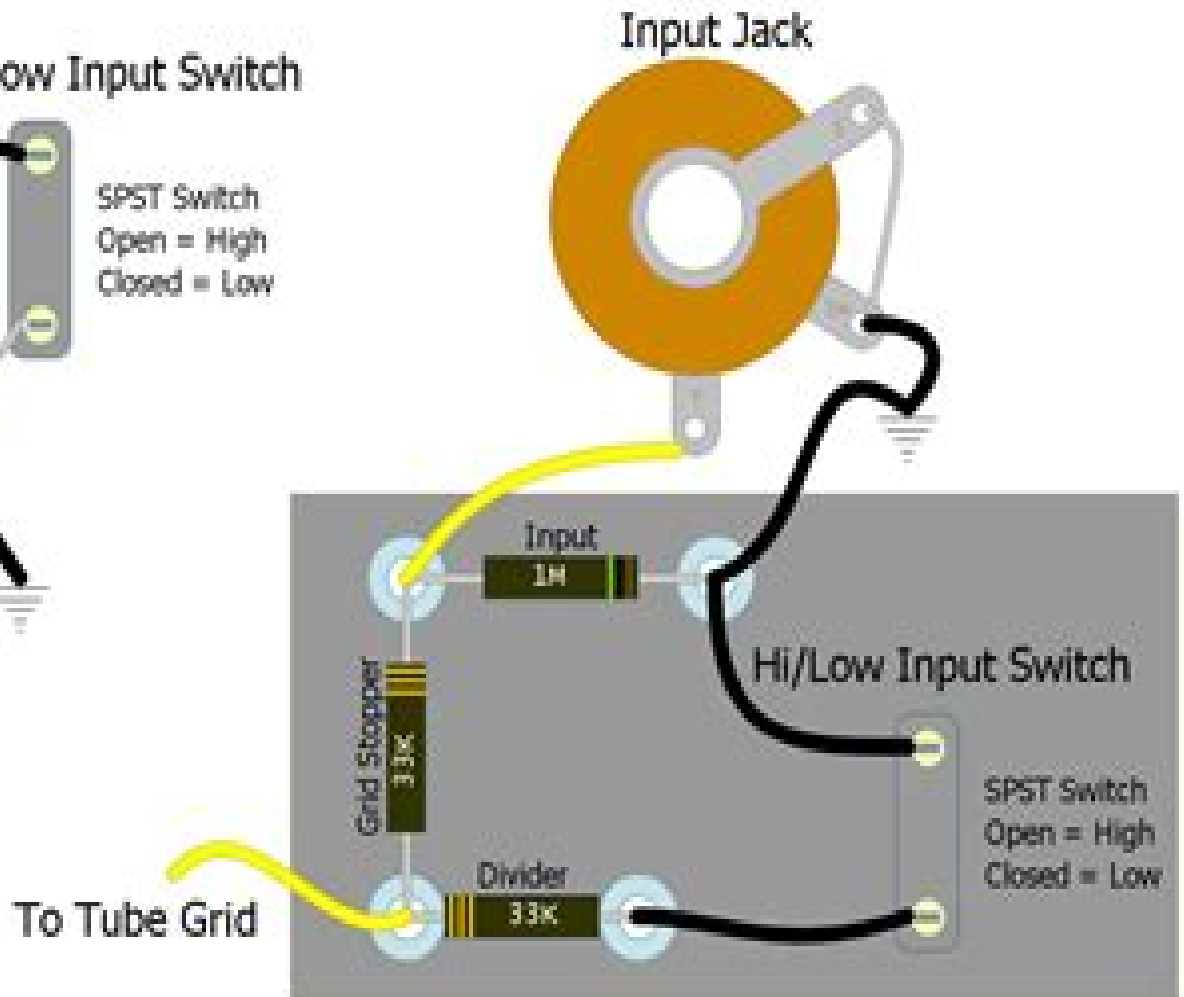 Input Jack
ow Input Switch
SPST Switch
Open = High
Closed = Low
Input
1M
Hi/Low Input Switch
Grid Stopper
33K
SPST Switch
Open = High
Closed = Low
Divider
33K
To Tube Grid